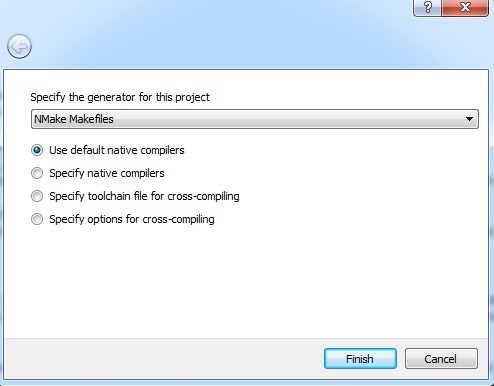 ?
Specify the generator for this project
NMake Makefiles
Use default native compilers
Specify native compilers
Specify toolchain file for cross-compiling
Specify options for cross-compiling
Finish
Cancel